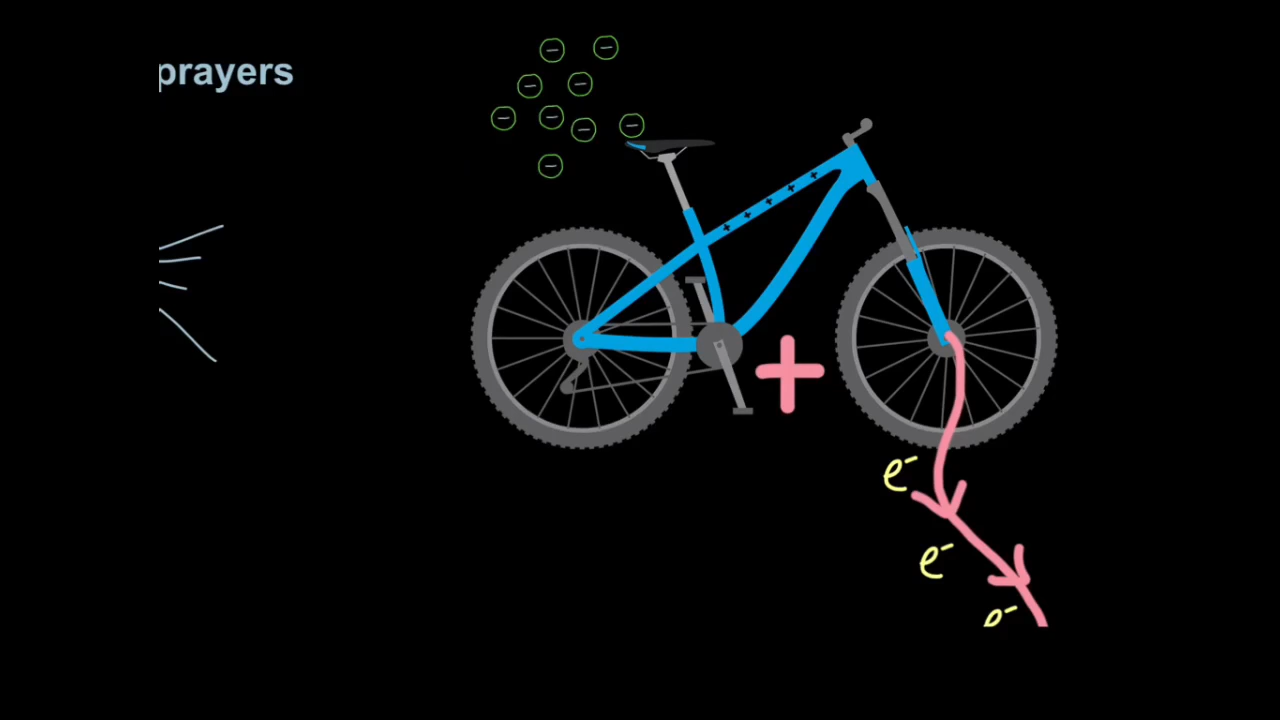 prayers
− −
− −
− − − −
−
+ + + + +
+
e⁻
e⁻
e⁻